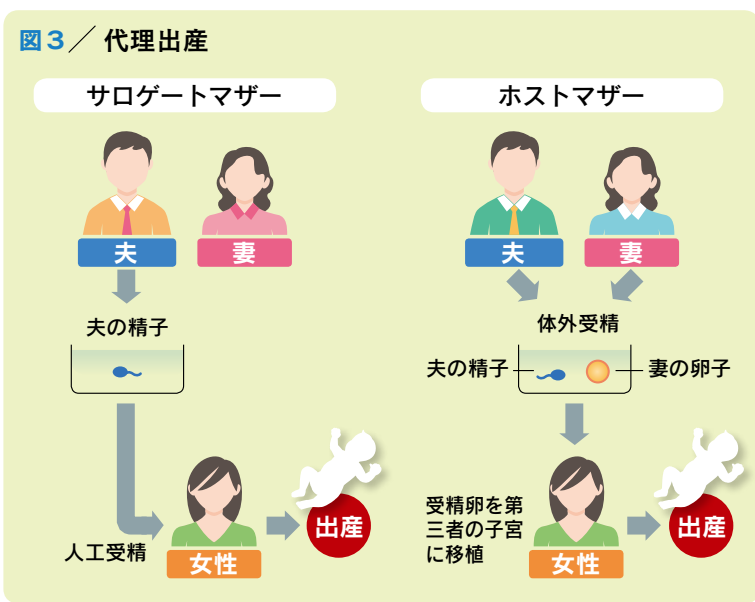 図3／代理出産
サロゲートマザー
夫
妻
夫の精子
人工受精
女性
出産
ホストマザー
夫
妻
体外受精
夫の精子
妻の卵子
受精卵を第
三者の子宮
に移植
女性
出産